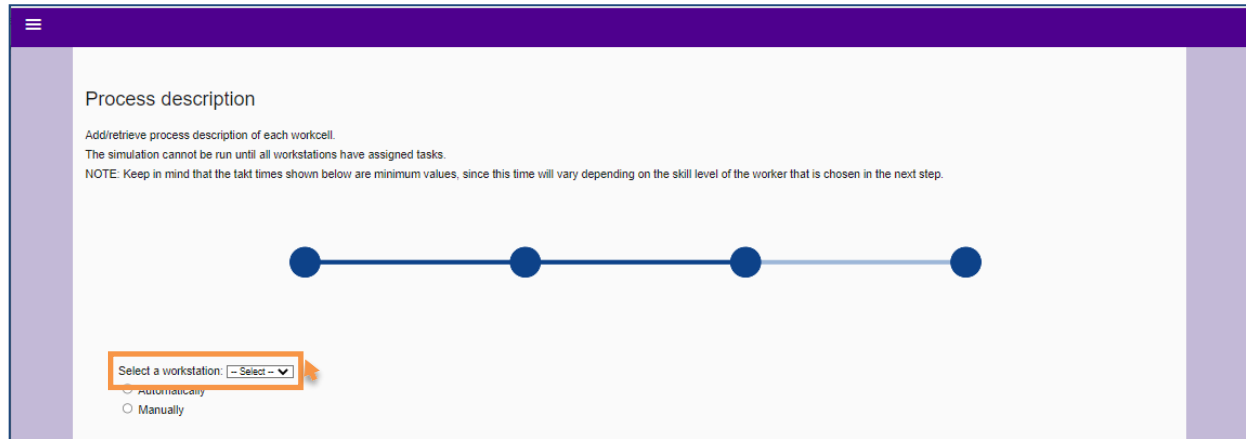 Process description
Add/retrieve process description of each workcell.
The simulation cannot be run until all workstations have assigned tasks.
NOTE: Keep in mind that the takt times shown below are minimum values, since this time will vary depending on the skill level of the worker that is chosen in the next step.
Select a workstation: -- Select --
Automatically
Manually